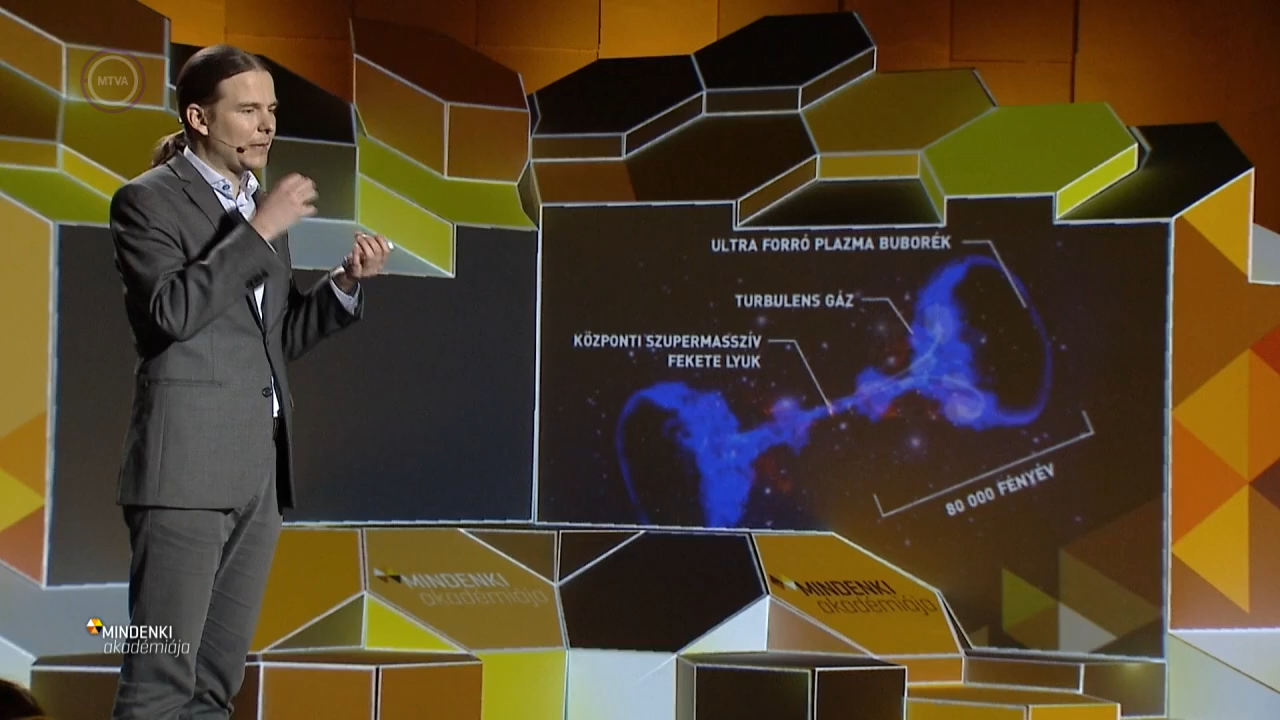 MTVA
ULTRA FORRÓ PLAZMA BUBORÉK
TURBULENS GÁZ
KÖZPONTI SZUPERMASSZÍV
FEKETE LYUK
80 000 FÉNYÉV
MINDENKI
akadémiája
MINDENKI
akadémiája
MINDENKI
akadémiája